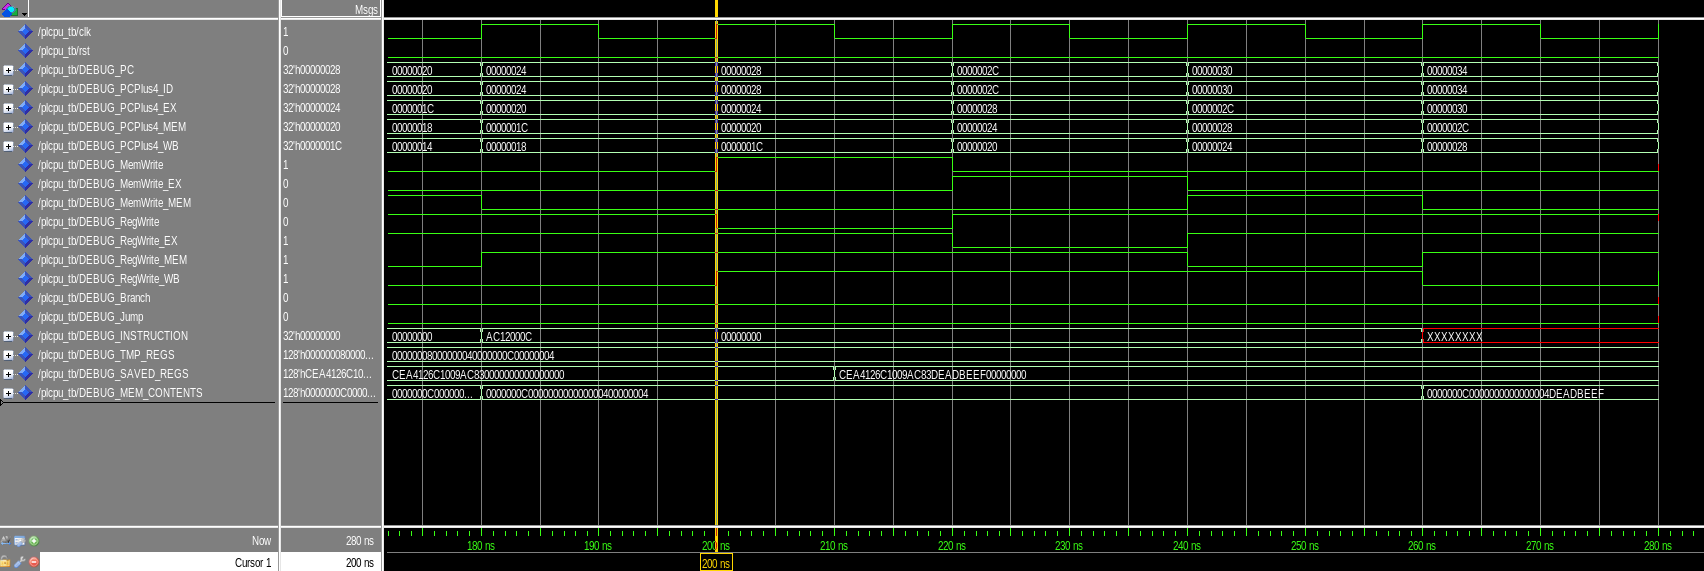 Msgs
/plcpu_tb/clk 1
/plcpu_tb/rst 0
/plcpu_tb/DEBUG_PC 32'h00000028 00000020 00000024 00000028 0000002C 00000030 00000034
/plcpu_tb/DEBUG_PCPlus4_ID 32'h00000028 00000020 00000024 00000028 0000002C 00000030 00000034
/plcpu_tb/DEBUG_PCPlus4_EX 32'h00000024 0000001C 00000020 00000024 00000028 0000002C 00000030
/plcpu_tb/DEBUG_PCPlus4_MEM 32'h00000020 00000018 0000001C 00000020 00000024 00000028 0000002C
/plcpu_tb/DEBUG_PCPlus4_WB 32'h0000001C 00000014 00000018 0000001C 00000020 00000024 00000028
/plcpu_tb/DEBUG_MemWrite 1
/plcpu_tb/DEBUG_MemWrite_EX 0
/plcpu_tb/DEBUG_MemWrite_MEM 0
/plcpu_tb/DEBUG_RegWrite 0
/plcpu_tb/DEBUG_RegWrite_EX 1
/plcpu_tb/DEBUG_RegWrite_MEM 1
/plcpu_tb/DEBUG_RegWrite_WB 1
/plcpu_tb/DEBUG_Branch 0
/plcpu_tb/DEBUG_Jump 0
/plcpu_tb/DEBUG_INSTRUCTION 32'h00000000 00000000 AC12000C 00000000 XXXXXXXX
/plcpu_tb/DEBUG_TMP_REGS 128'h000000080000... 00000008000000040000000C00000004
/plcpu_tb/DEBUG_SAVED_REGS 128'hCEA4126C10... CEA4126C1009AC830000000000000000 CEA4126C1009AC83DEADBEEF00000000
/plcpu_tb/DEBUG_MEM_CONTENTS 128'h0000000C0000... 0000000C000000... 0000000C000000000000000400000004 0000000C0000000000000004DEADBEEF
Now 280 ns 180 ns 190 ns 200 ns 210 ns 220 ns 230 ns 240 ns 250 ns 260 ns 270 ns 280 ns
Cursor 1 200 ns 200 ns